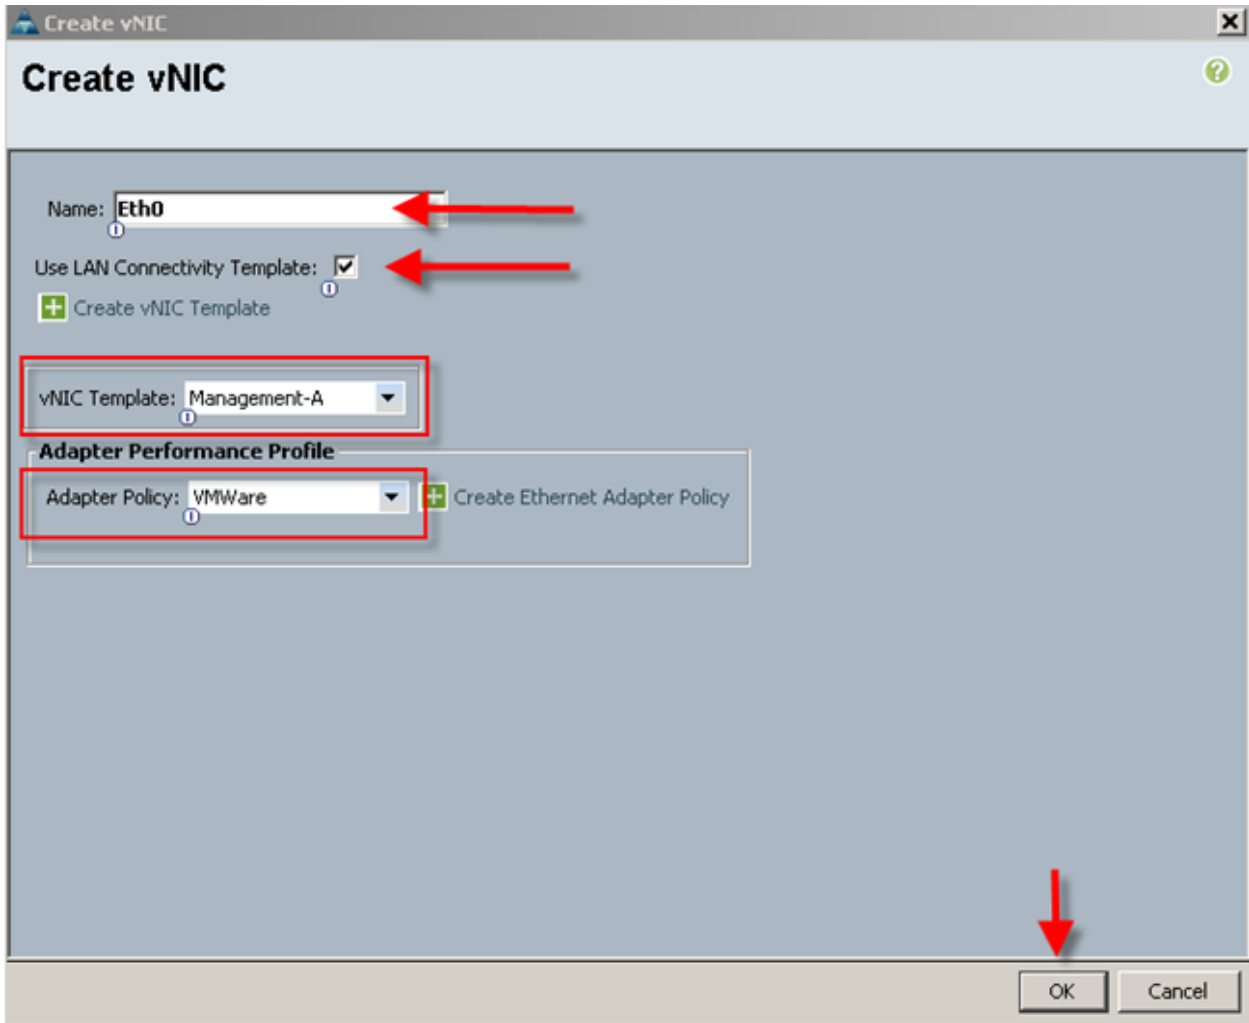 Create vNIC
Create vNIC
Name: Eth0
Use LAN Connectivity Template:
Create vNIC Template
vNIC Template: Management-A
Adapter Performance Profile
Adapter Policy: VMWare
Create Ethernet Adapter Policy
OK Cancel